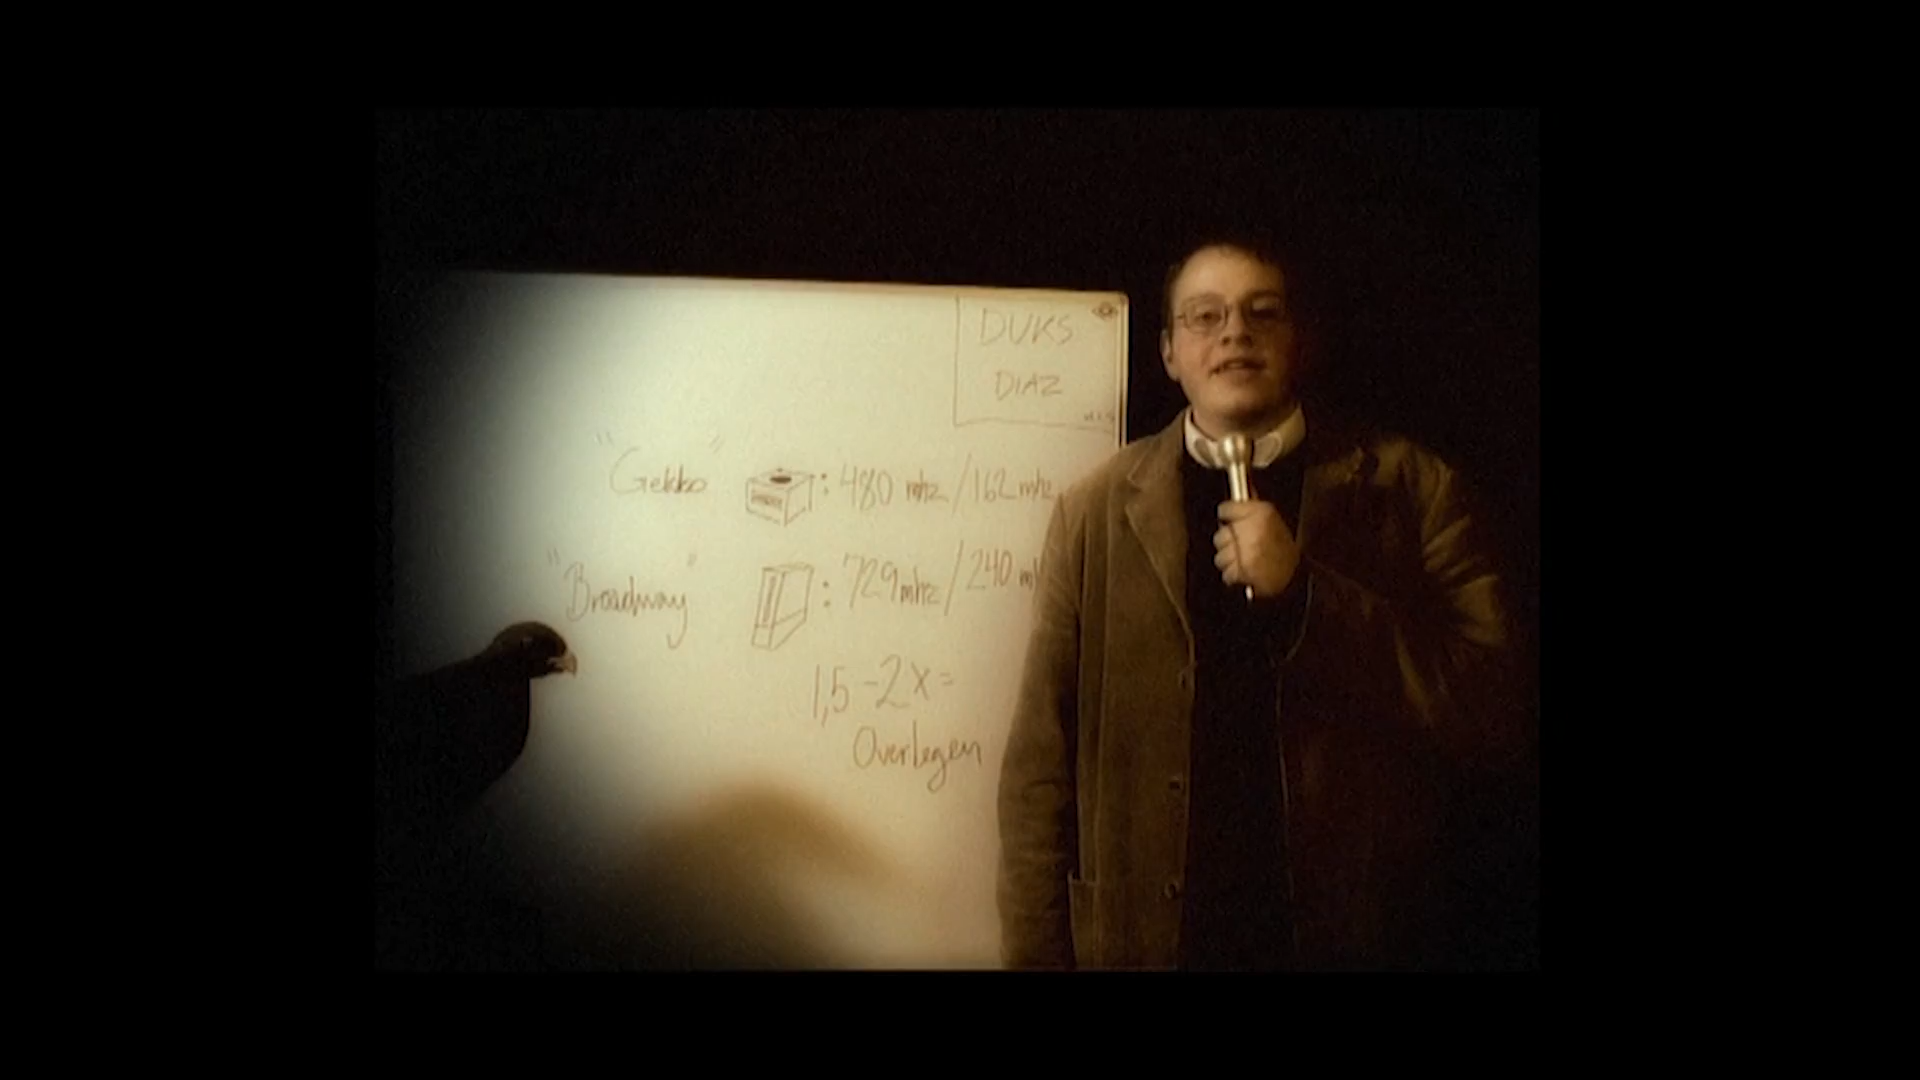 DUKS
DIAZ
"Gekko" : 480 mhz/162 mhz
"Broadway" : 729 mhz/240 m
1,5-2x=
Overlegen